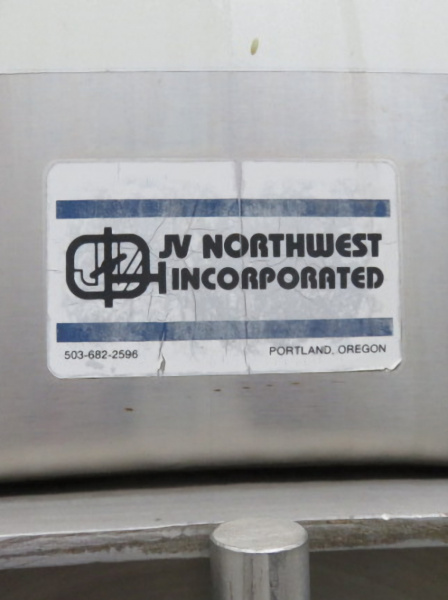 JV NORTHWEST
INCORPORATED
503-682-2596 PORTLAND, OREGON